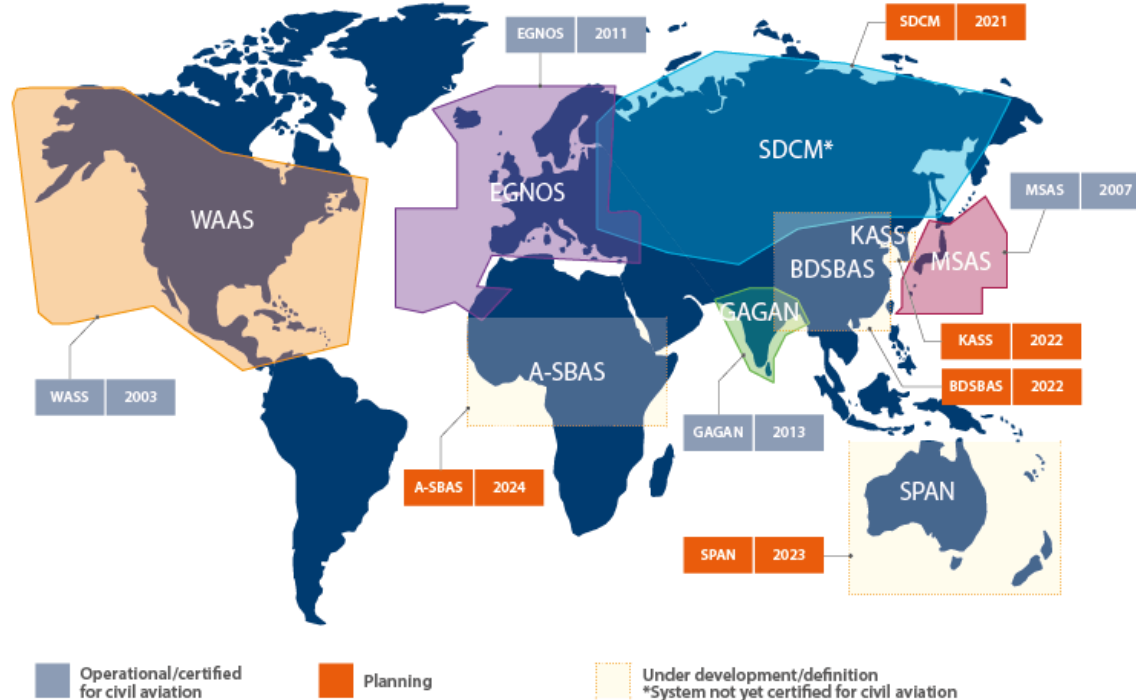 SDCM 2021
EGNOS 2011
SDCM*
MSAS 2007
EGNOS
WAAS
KASS
MSAS
BDSBAS
GAGAN
KASS 2022
A-SBAS
BDSBAS 2022
WASS 2003
GAGAN 2013
A-SBAS 2024
SPAN
SPAN 2023
Operational/certified
for civil aviation
Planning
Under development/definition
*System not yet certified for civil aviation